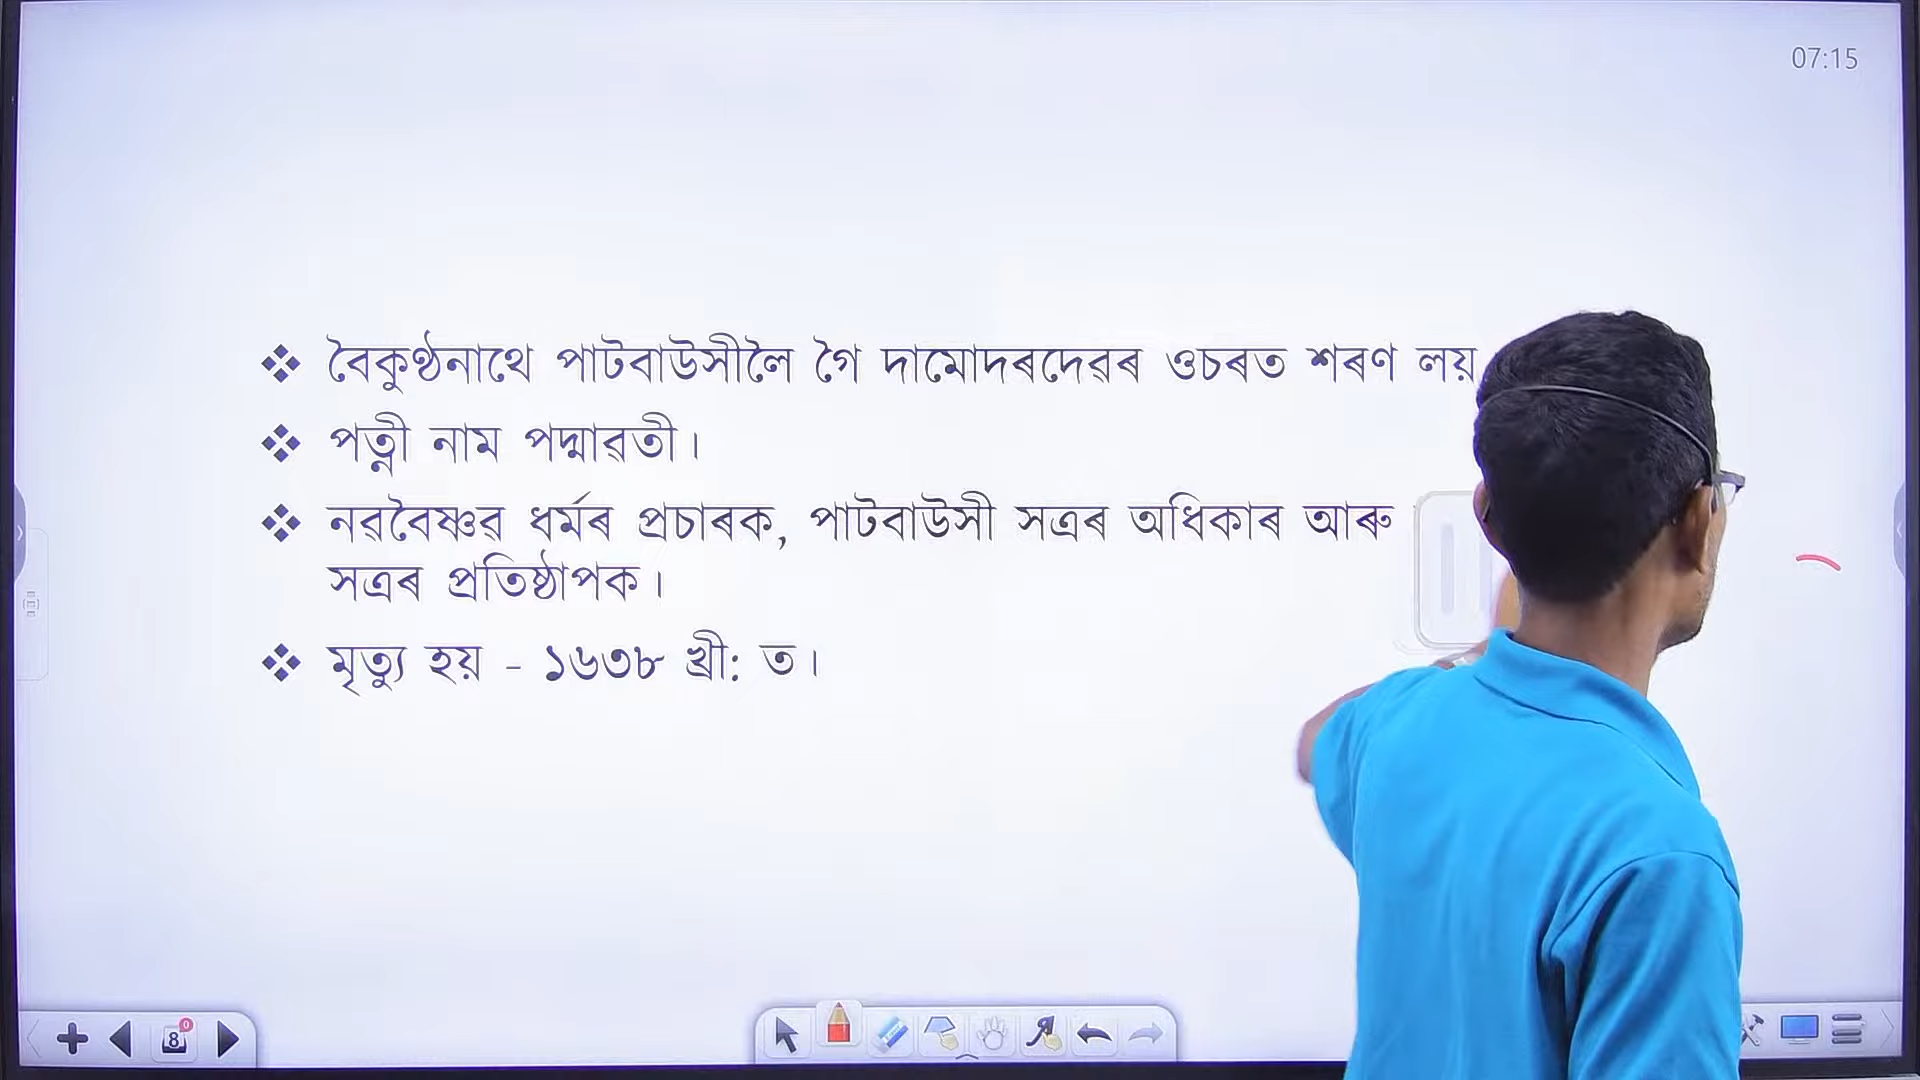 07:15
❖ বৈকুণ্ঠনাথে পাটবাউসীলৈ গৈ দামোদৰদেৱৰ ওচৰত শৰণ লয়
❖ পত্নী নাম পদ্মাৱতী।
❖ নৱবৈষ্ণৱ ধৰ্মৰ প্ৰচাৰক, পাটবাউসী সত্ৰৰ অধিকাৰ আৰু
সত্ৰৰ প্ৰতিষ্ঠাপক।
❖ মৃত্যু হয় - ১৬৩৮ খ্ৰী: ত।
8
0